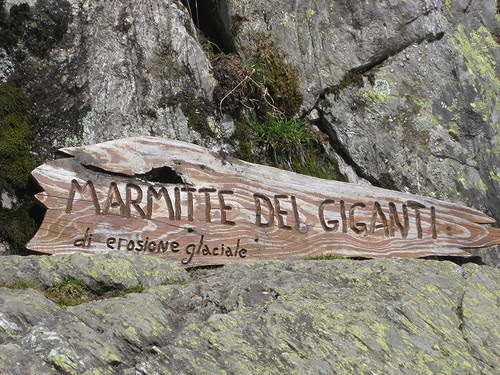 MARMITTE DEI GIGANTI
di erosione glaciale